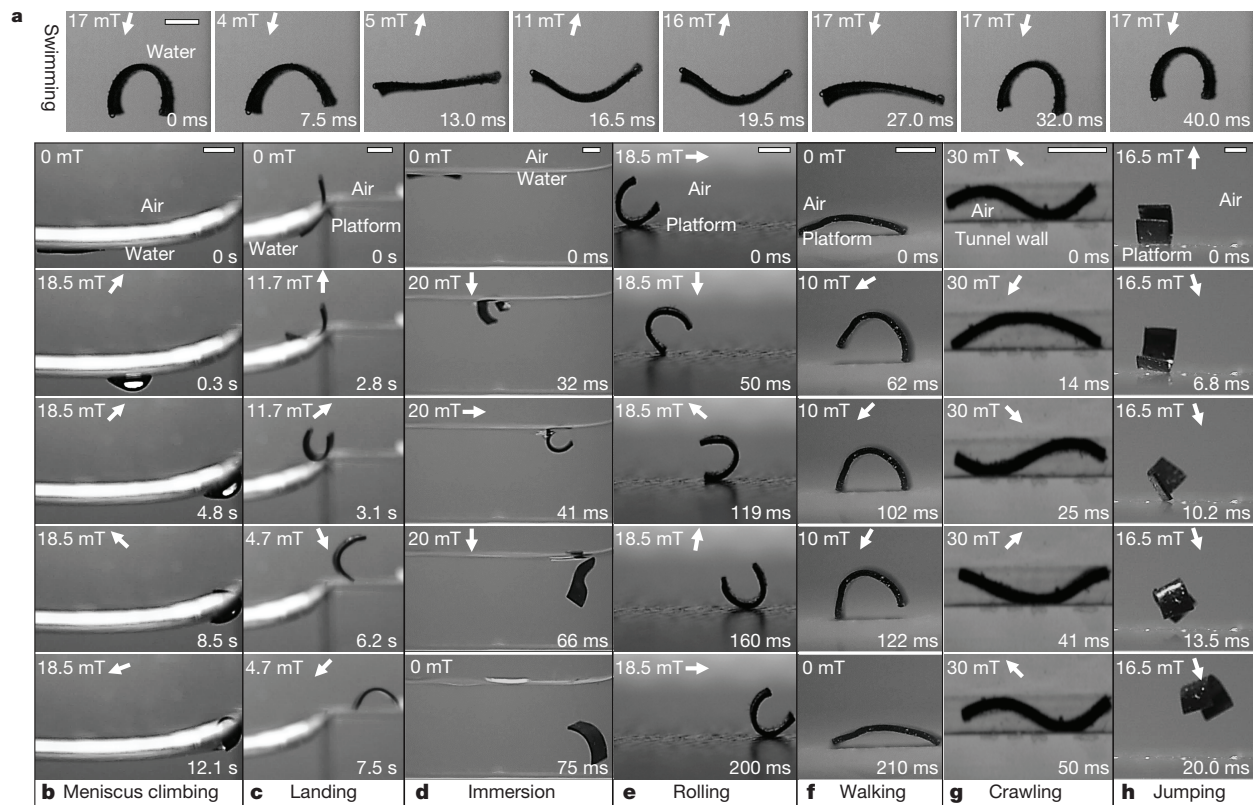 a
Swimming
17 mT
Water
0 ms
4 mT
7.5 ms
5 mT
13.0 ms
11 mT
16.5 ms
16 mT
19.5 ms
17 mT
27.0 ms
17 mT
32.0 ms
17 mT
40.0 ms
0 mT
Air
Water
0 s
18.5 mT
0.3 s
18.5 mT
4.8 s
18.5 mT
8.5 s
18.5 mT
12.1 s
b Meniscus climbing
0 mT
Air
Platform
Water
0 s
11.7 mT
2.8 s
11.7 mT
3.1 s
4.7 mT
6.2 s
4.7 mT
7.5 s
c Landing
0 mT
Air
Water
0 ms
20 mT
32 ms
20 mT
41 ms
20 mT
66 ms
0 mT
75 ms
d Immersion
18.5 mT
Air
Platform
0 ms
18.5 mT
50 ms
18.5 mT
119 ms
18.5 mT
160 ms
18.5 mT
200 ms
e Rolling
0 mT
Air
Platform
0 ms
10 mT
62 ms
10 mT
102 ms
10 mT
122 ms
0 mT
210 ms
f Walking
30 mT
Air
Tunnel wall
0 ms
30 mT
14 ms
30 mT
25 ms
30 mT
41 ms
30 mT
50 ms
g Crawling
16.5 mT
Air
Platform
0 ms
16.5 mT
6.8 ms
16.5 mT
10.2 ms
16.5 mT
13.5 ms
16.5 mT
20.0 ms
h Jumping